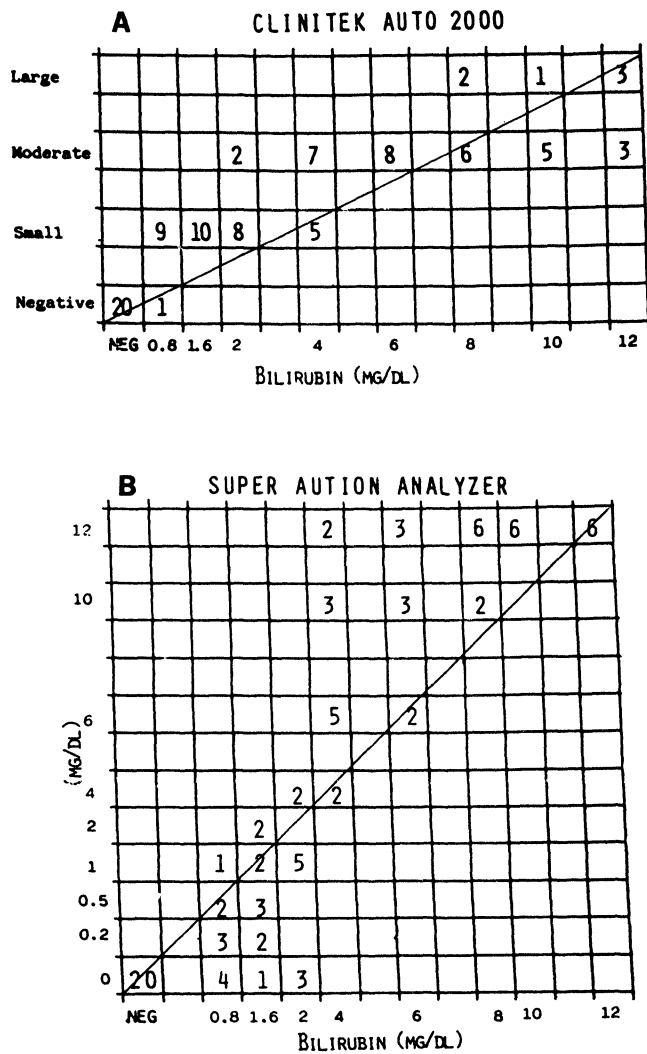 A CLINITEK AUTO 2000
Large 2 1 3
Moderate 2 7 8 6 5 3
Small 9 10 8 5
Negative 20 1
NEG 0.8 1.6 2 4 6 8 10 12
BILIRUBIN (MG/DL)
B SUPER AUTION ANALYZER
12 2 3 6 6 6
10 3 3 2
6 5 2
(MG/DL)
4 2 2
2 2
1 1 2 5
0.5 2 3
0.2 3 2
0 20 4 1 3
NEG 0.8 1.6 2 4 6 8 10 12
BILIRUBIN (MG/DL)